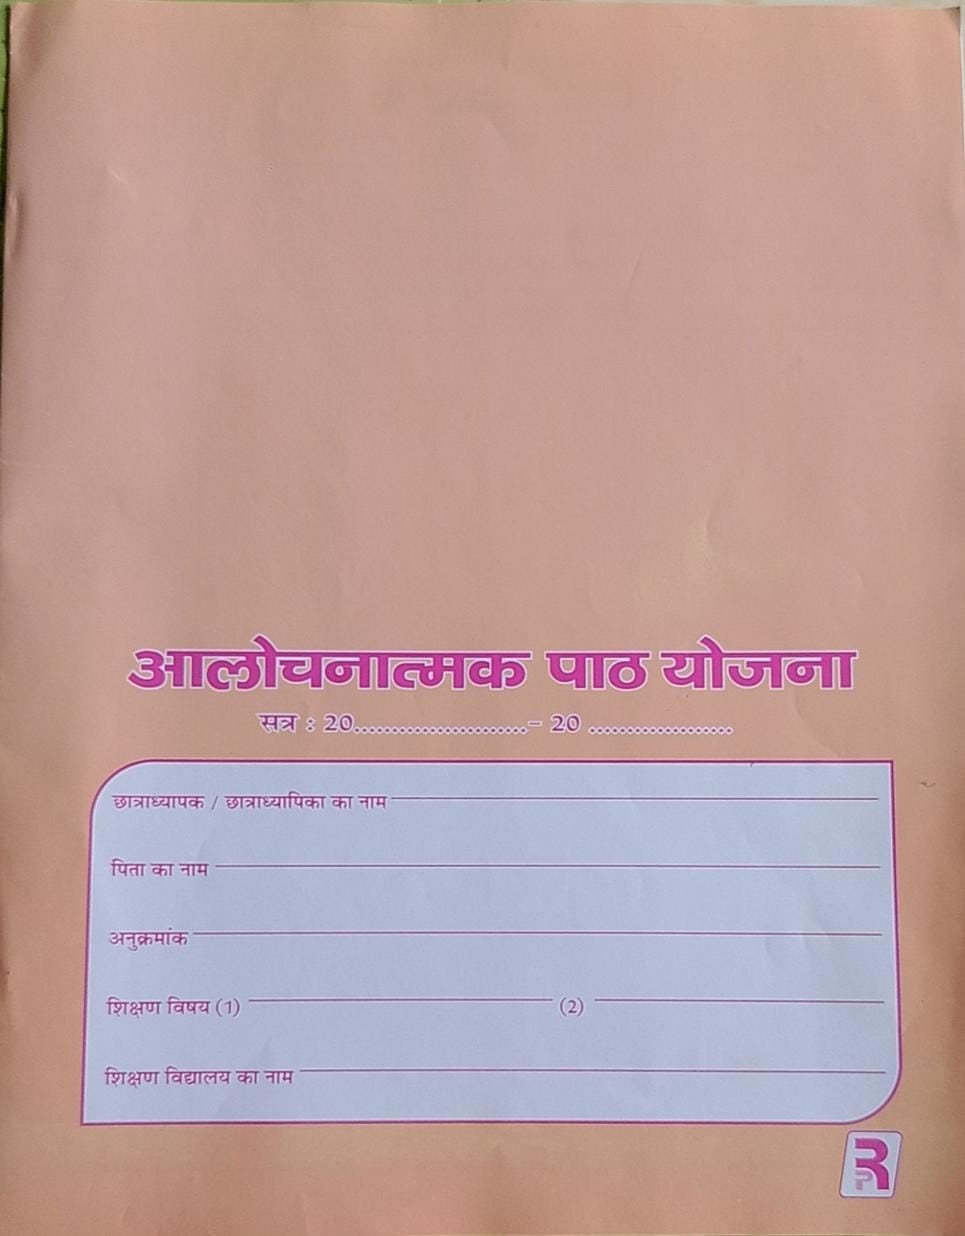 आलोचनात्मक पाठ योजना
सत्र : 20.......................- 20 ...................
छात्राध्यापक / छात्राध्यापिका का नाम
पिता का नाम
अनुक्रमांक
शिक्षण विषय (1) (2)
शिक्षण विद्यालय का नाम
R
P